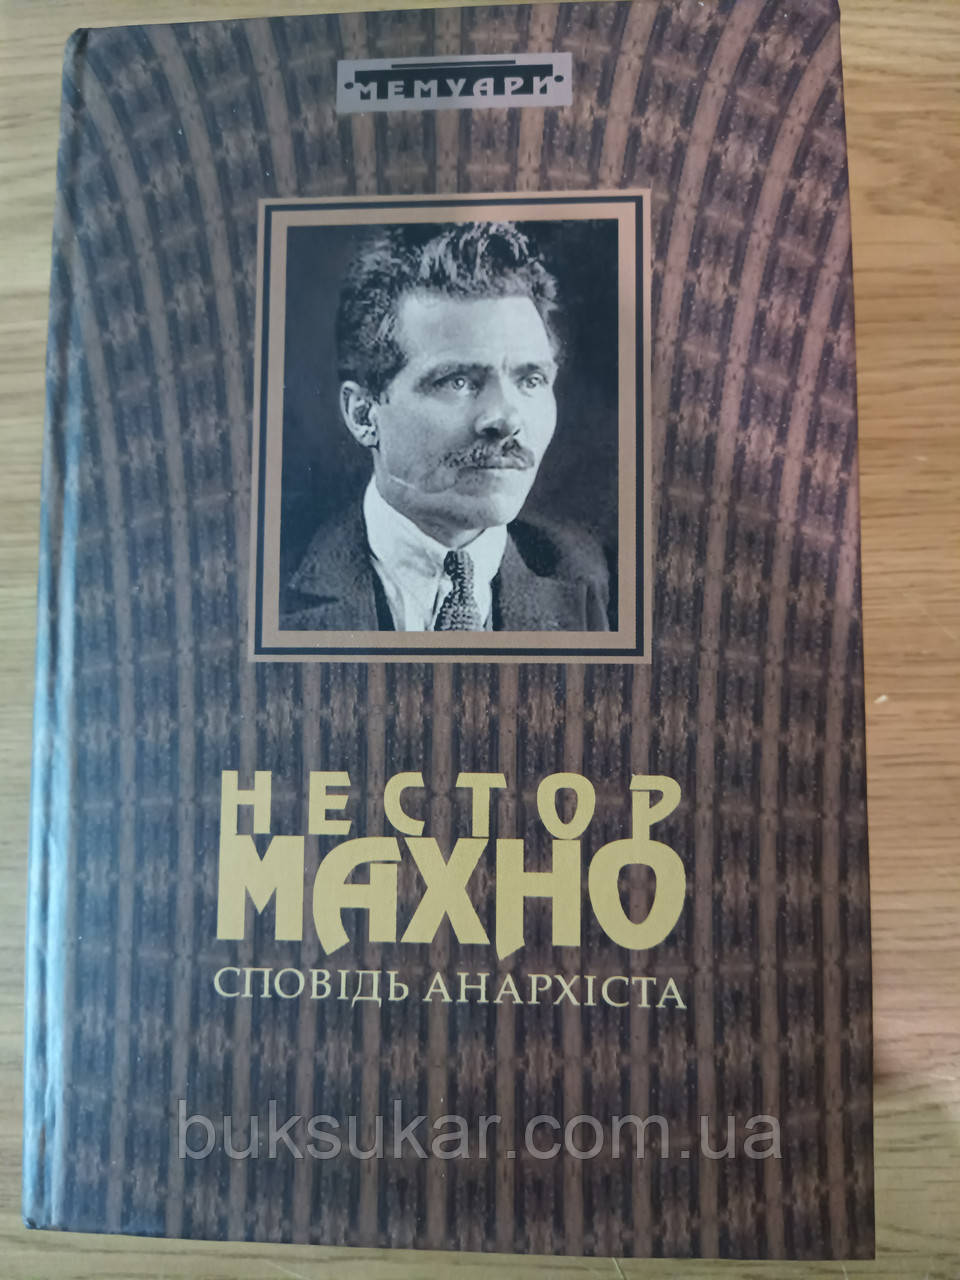 МЕМУАРИ
НЕСТОР
МАХНО
СПОВІДЬ АНАРХІСТА
buksukar.com.ua